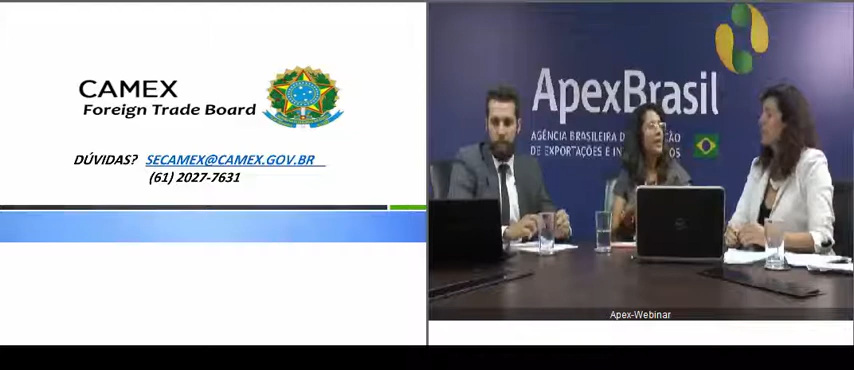 CAMEX
Foreign Trade Board
DÚVIDAS? SECAMEX@CAMEX.GOV.BR
(61) 2027-7631
ApexBrasil
AGÊNCIA BRASILEIRA D
DE EXPORTAÇÕES E IN
Apex-Webinar